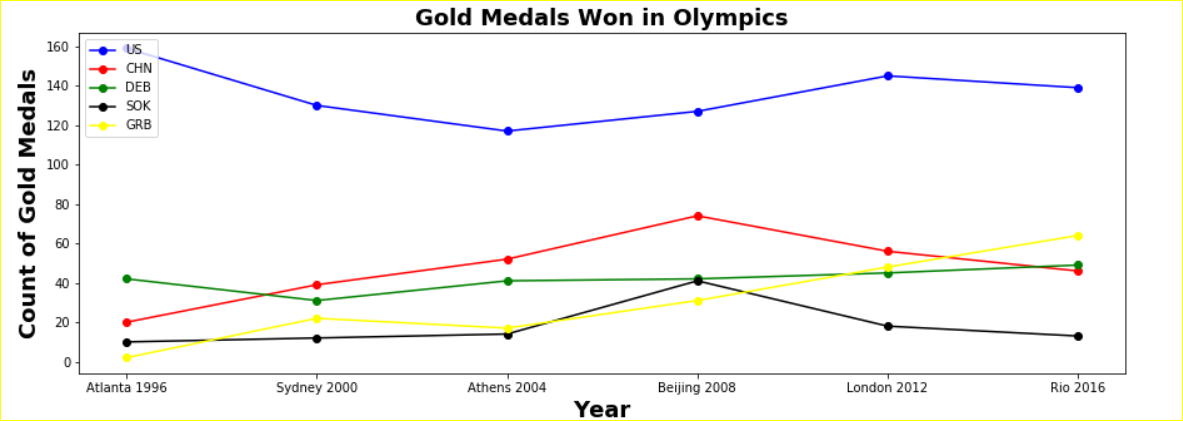 Gold Medals Won in Olympics
Count of Gold Medals
160
140
120
100
80
60
40
20
0
US
CHN
DEB
SOK
GRB
Atlanta 1996 Sydney 2000 Athens 2004 Beijing 2008 London 2012 Rio 2016
Year